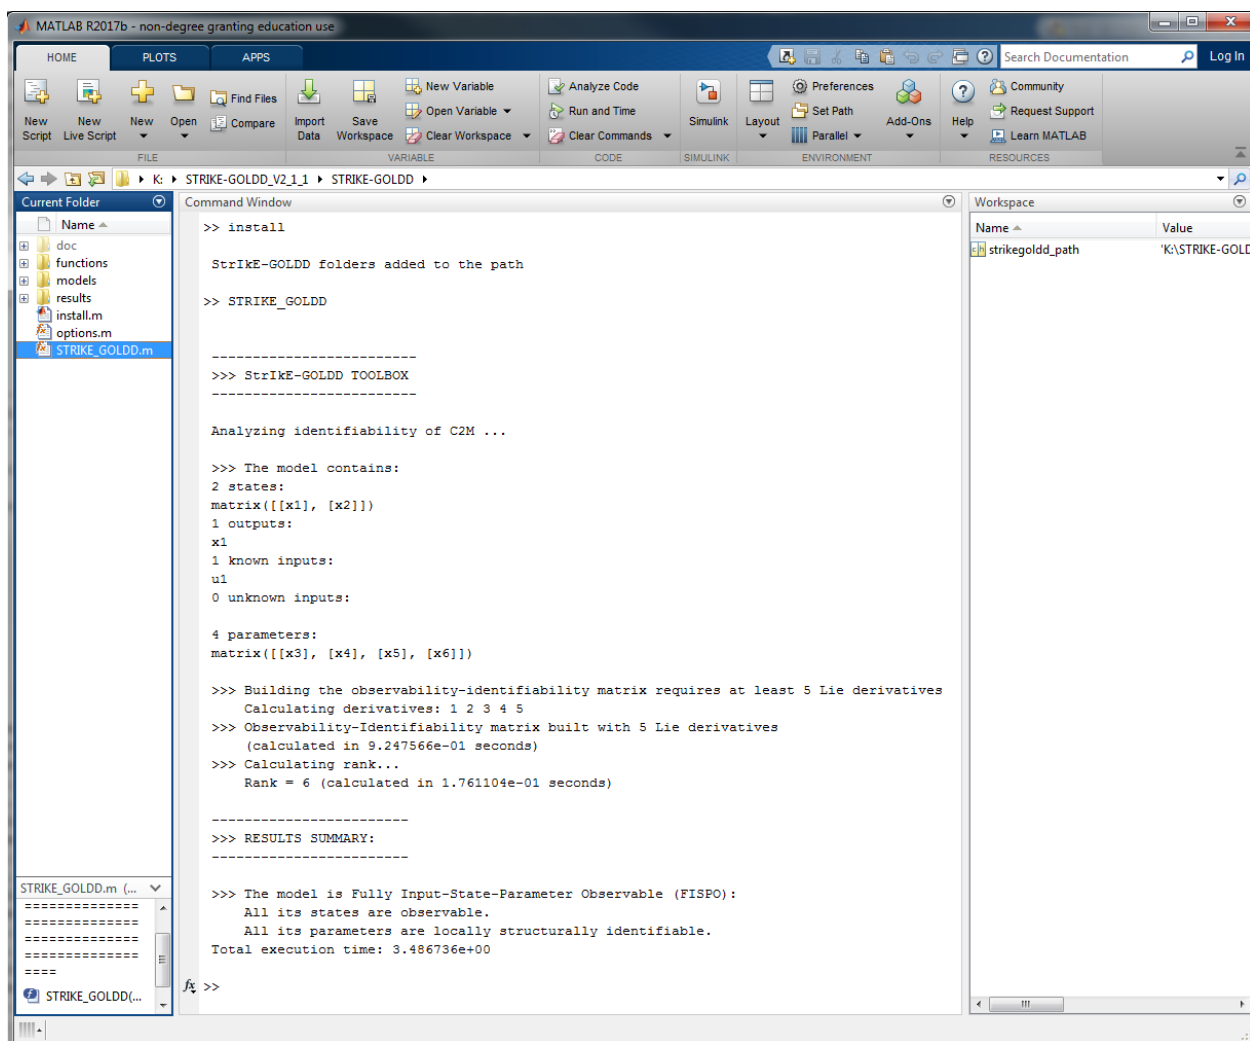 MATLAB R2017b - non-degree granting education use
HOME PLOTS APPS
Search Documentation
Log In
New Script
New Live Script
New
Open
Find Files
Compare
Import Data
Save Workspace
New Variable
Open Variable
Clear Workspace
Analyze Code
Run and Time
Clear Commands
Simulink
Layout
Preferences
Set Path
Parallel
Add-Ons
Help
Community
Request Support
Learn MATLAB
FILE VARIABLE CODE SIMULINK ENVIRONMENT RESOURCES
K: STRIKE-GOLDD_V2_1_1 STRIKE-GOLDD
Current Folder
Name
doc
functions
models
results
install.m
options.m
STRIKE_GOLDD.m
STRIKE_GOLDD.m (...
==============
==============
==============
==============
====
STRIKE_GOLDD(...
Command Window
>> install
StrIkE-GOLDD folders added to the path
>> STRIKE_GOLDD
-------------------------
>>> StrIkE-GOLDD TOOLBOX
-------------------------
Analyzing identifiability of C2M ...
>>> The model contains:
2 states:
matrix([[x1], [x2]])
1 outputs:
x1
1 known inputs:
u1
0 unknown inputs:
4 parameters:
matrix([[x3], [x4], [x5], [x6]])
>>> Building the observability-identifiability matrix requires at least 5 Lie derivatives
Calculating derivatives: 1 2 3 4 5
>>> Observability-Identifiability matrix built with 5 Lie derivatives
(calculated in 9.247566e-01 seconds)
>>> Calculating rank...
Rank = 6 (calculated in 1.761104e-01 seconds)
------------------------
>>> RESULTS SUMMARY:
------------------------
>>> The model is Fully Input-State-Parameter Observable (FISPO):
All its states are observable.
All its parameters are locally structurally identifiable.
Total execution time: 3.486736e+00
fx >>
Workspace
Name Value
strikegoldd_path 'K:\STRIKE-GOLD